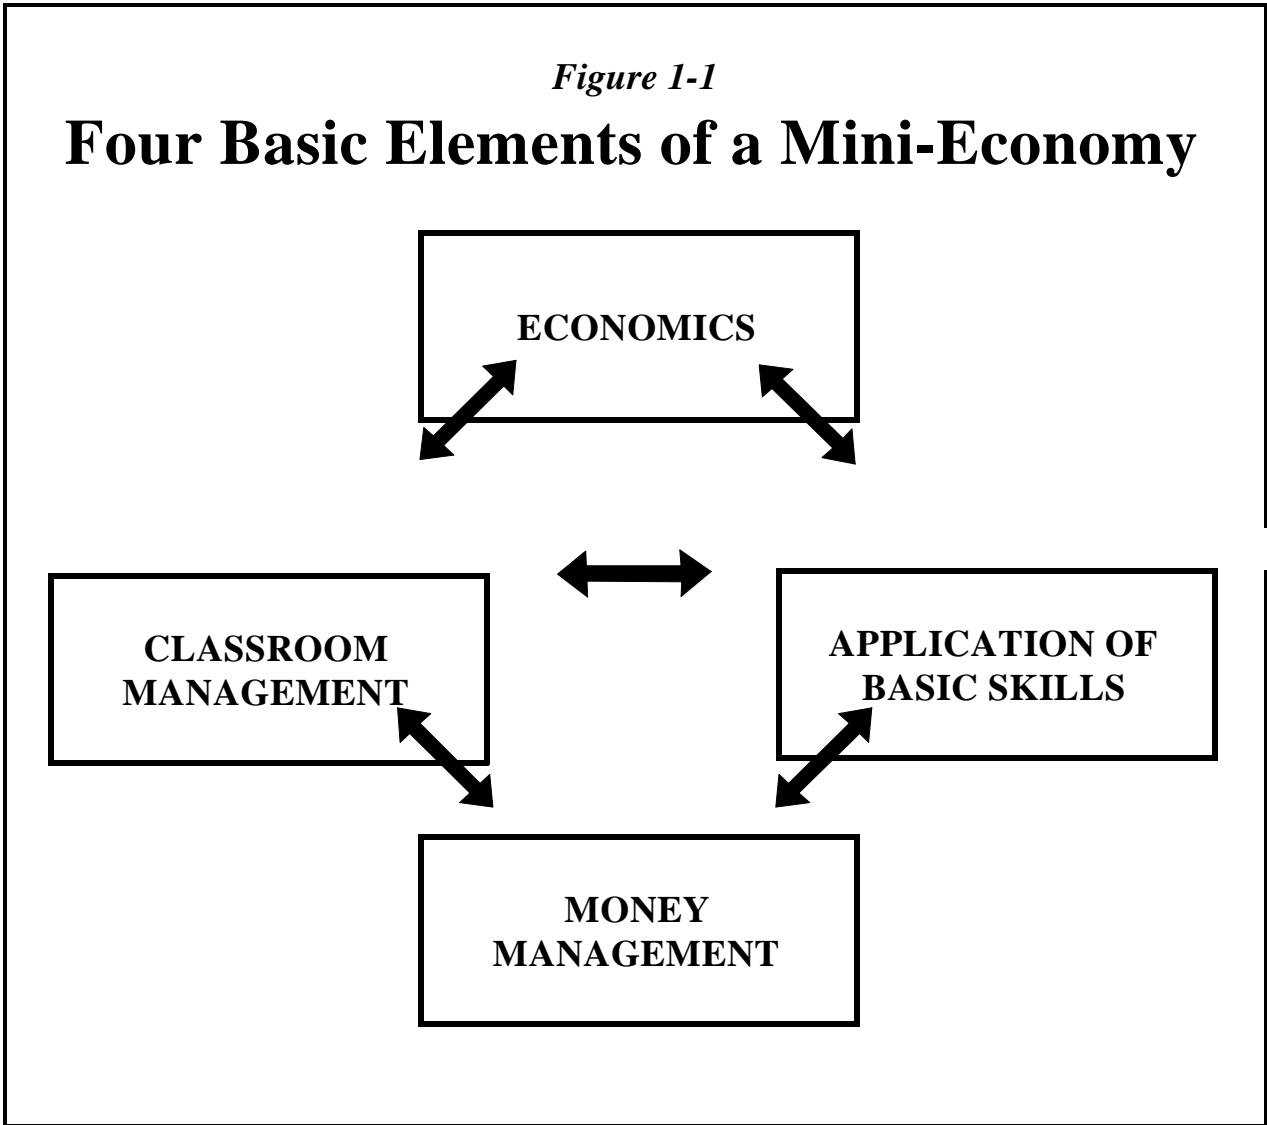 Figure 1-1
Four Basic Elements of a Mini-Economy
ECONOMICS
CLASSROOM
MANAGEMENT
APPLICATION OF
BASIC SKILLS
MONEY
MANAGEMENT